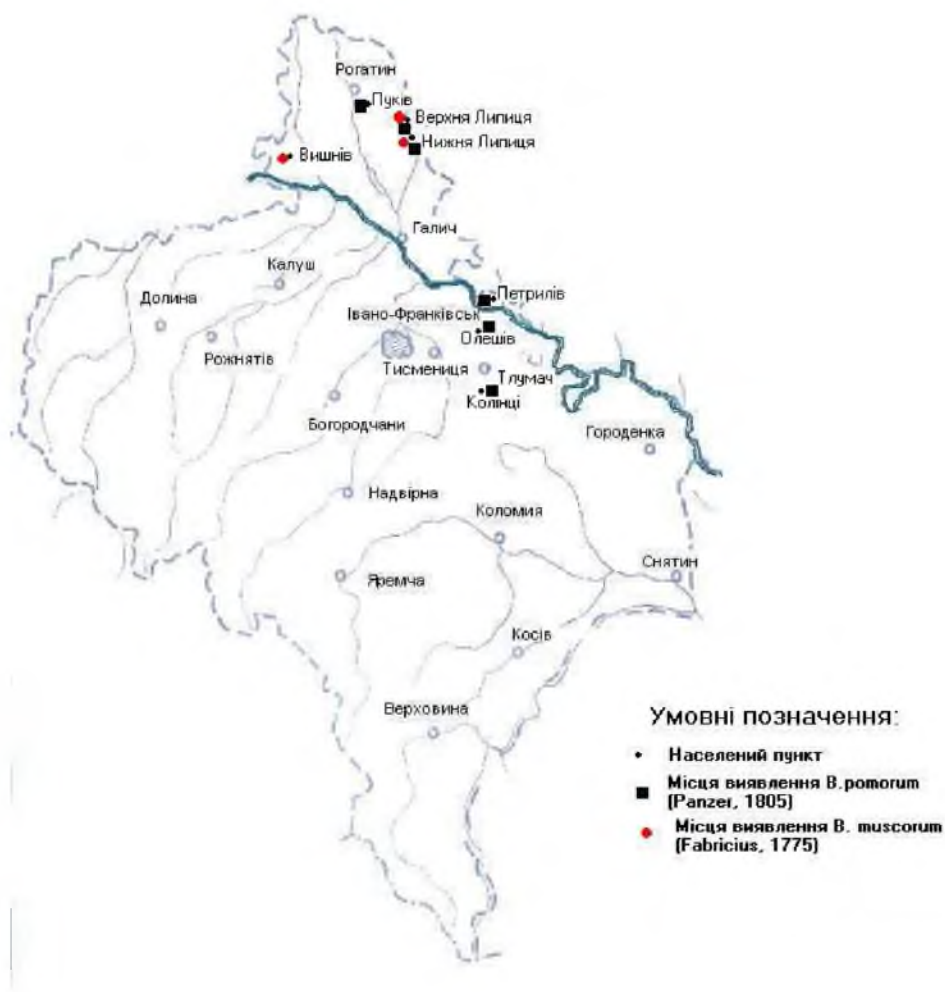 Рогатин
Пуків
Верхня Липиця
Нижня Липиця
Вишнів
Галич
Калуш
Долина
Петрилів
Івано-Франківськ
Олешів
Рожнятів
Тисмениця
Тлумач
Колінці
Богородчани
Городенка
Надвірна
Коломия
Снятин
Яремча
Косів
Верховина
Умовні позначення:
Населений пункт
Місця виявлення B.pomorum
(Panzer, 1805)
Місця виявлення B. muscorum
(Fabricius, 1775)